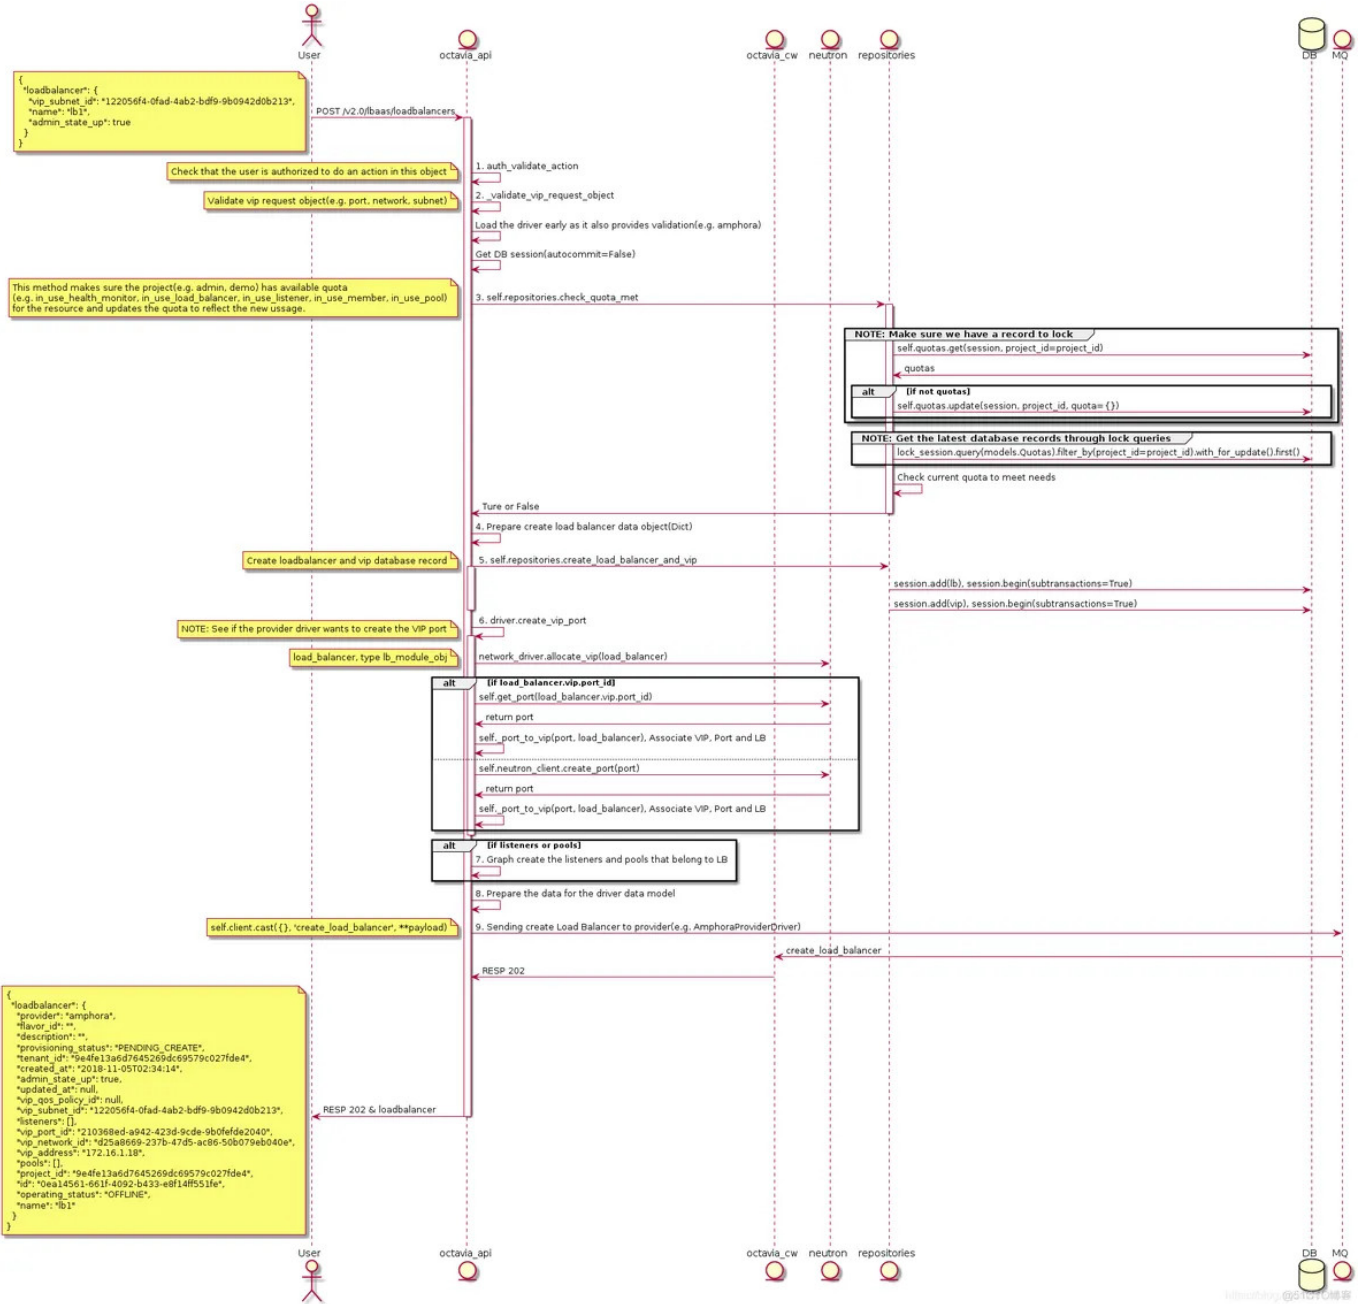 User
octavia_api
octavia_cw
neutron
repositories
DB
MQ
{
"loadbalancer": {
"vip_subnet_id": "122056f4-0fad-4ab2-bdf9-9b0942d0b213",
"name": "lb1",
"admin_state_up": true
}
}
POST /v2.0/lbaas/loadbalancers
Check that the user is authorized to do an action in this object
1. auth_validate_action
Validate vip request object(e.g. port, network, subnet)
2. _validate_vip_request_object
Load the driver early as it also provides validation(e.g. amphora)
Get DB session(autocommit=False)
This method makes sure the project(e.g. admin, demo) has available quota
(e.g. in_use_health_monitor, in_use_load_balancer, in_use_listener, in_use_member, in_use_pool)
for the resource and updates the quota to reflect the new ussage.
3. self.repositories.check_quota_met
NOTE: Make sure we have a record to lock
self.quotas.get(session, project_id=project_id)
quotas
alt [if not quotas]
self.quotas.update(session, project_id, quota= {})
NOTE: Get the latest database records through lock queries
lock_session.query(models.Quotas).filter_by(project_id=project_id).with_for_update().first()
Check current quota to meet needs
Ture or False
4. Prepare create load balancer data object(Dict)
Create loadbalancer and vip database record
5. self.repositories.create_load_balancer_and_vip
session.add(lb), session.begin(subtransactions=True)
session.add(vip), session.begin(subtransactions=True)
6. driver.create_vip_port
NOTE: See if the provider driver wants to create the VIP port
load_balancer, type lb_module_obj
network_driver.allocate_vip(load_balancer)
alt [if load_balancer.vip.port_id]
self.get_port(load_balancer.vip.port_id)
return port
self._port_to_vip(port, load_balancer), Associate VIP, Port and LB
self.neutron_client.create_port(port)
return port
self._port_to_vip(port, load_balancer), Associate VIP, Port and LB
alt [if listeners or pools]
7. Graph create the listeners and pools that belong to LB
8. Prepare the data for the driver data model
self.client.cast({}, 'create_load_balancer', **payload)
9. Sending create Load Balancer to provider(e.g. AmphoraProviderDriver)
create_load_balancer
RESP 202
{
"loadbalancer": {
"provider": "amphora",
"flavor_id": "",
"description": "",
"provisioning_status": "PENDING_CREATE",
"tenant_id": "9e4fe13a6d7645269dc69579c027fde4",
"created_at": "2018-11-05T02:34:14",
"admin_state_up": true,
"updated_at": null,
"vip_qos_policy_id": null,
"vip_subnet_id": "122056f4-0fad-4ab2-bdf9-9b0942d0b213",
"listeners": [],
"vip_port_id": "210368ed-a942-423d-9cde-9b0fefde2040",
"vip_network_id": "d25a8669-237b-47d5-ac86-50b079eb040e",
"vip_address": "172.16.1.18",
"pools": [],
"project_id": "9e4fe13a6d7645269dc69579c027fde4",
"id": "0ea14561-661f-4092-b433-e8f14ff551fe",
"operating_status": "OFFLINE",
"name": "lb1"
}
}
RESP 202 & loadbalancer
User
octavia_api
octavia_cw
neutron
repositories
DB
MQ
@51CTO博客